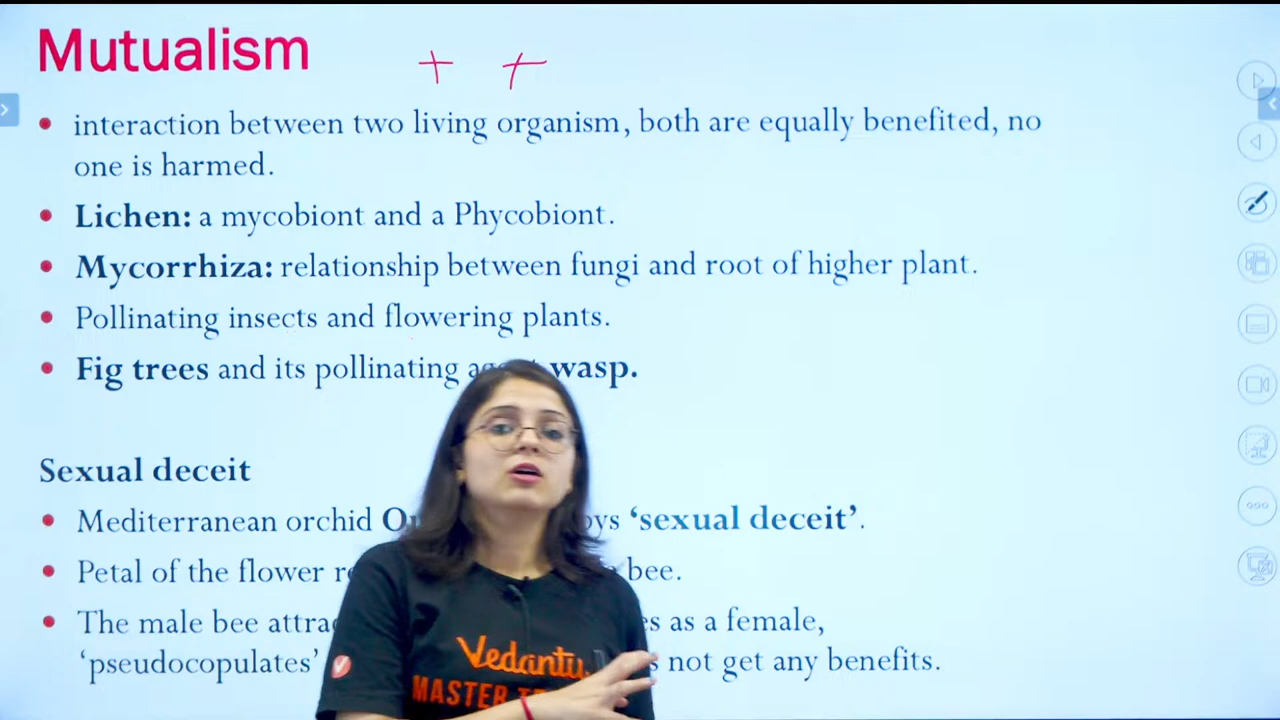 Mutualism + +
interaction between two living organism, both are equally benefited, no
one is harmed.
Lichen: a mycobiont and a Phycobiont.
Mycorrhiza: relationship between fungi and root of higher plant.
Pollinating insects and flowering plants.
Fig trees and its pollinating wasp.
Sexual deceit
Mediterranean orchid ‘sexual deceit’.
Petal of the flower bee.
The male bee as a female,
‘pseudocopulates’ not get any benefits.
Vedantu
MASTER